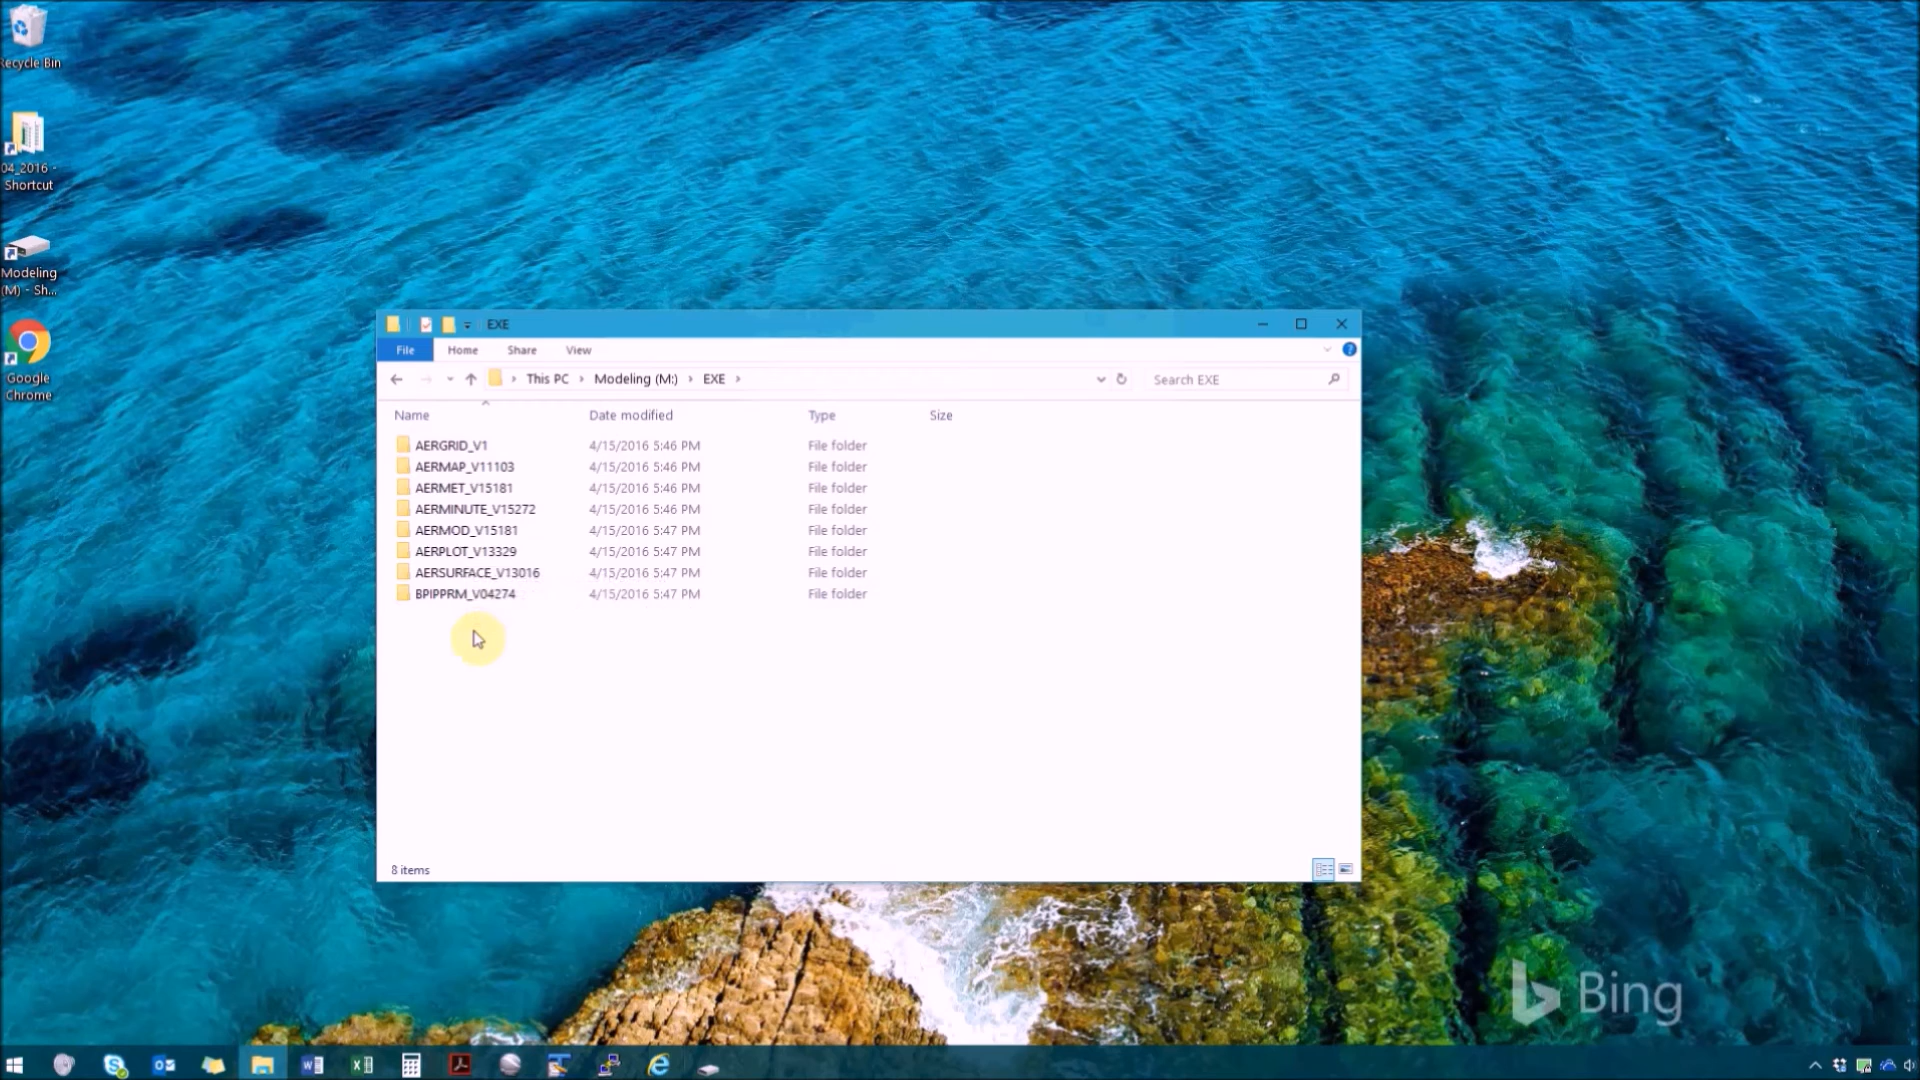 Recycle Bin
04_2016 -
Shortcut
Modeling
(M) - Sh...
Google
Chrome
EXE
File Home Share View
This PC > Modeling (M:) > EXE >
Search EXE
Name Date modified Type Size
AERGRID_V1 4/15/2016 5:46 PM File folder
AERMAP_V11103 4/15/2016 5:46 PM File folder
AERMET_V15181 4/15/2016 5:46 PM File folder
AERMINUTE_V15272 4/15/2016 5:46 PM File folder
AERMOD_V15181 4/15/2016 5:47 PM File folder
AERPLOT_V13329 4/15/2016 5:47 PM File folder
AERSURFACE_V13016 4/15/2016 5:47 PM File folder
BPIPPRM_V04274 4/15/2016 5:47 PM File folder
8 items
Bing